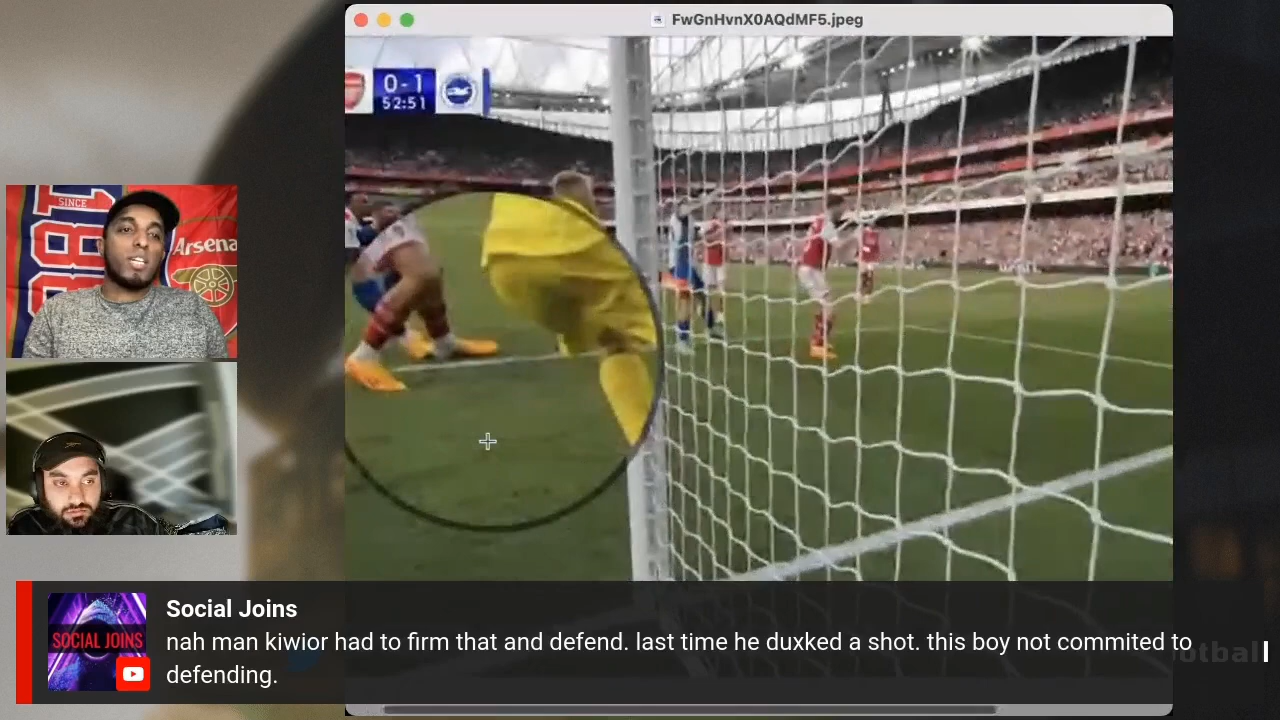 FwGnHvnX0AQdMF5.jpeg
0-1
52:51
SINCE
Arsenal
SOCIAL JOINS
Social Joins
nah man kiwior had to firm that and defend. last time he duxked a shot. this boy not commited to
defending.
otball